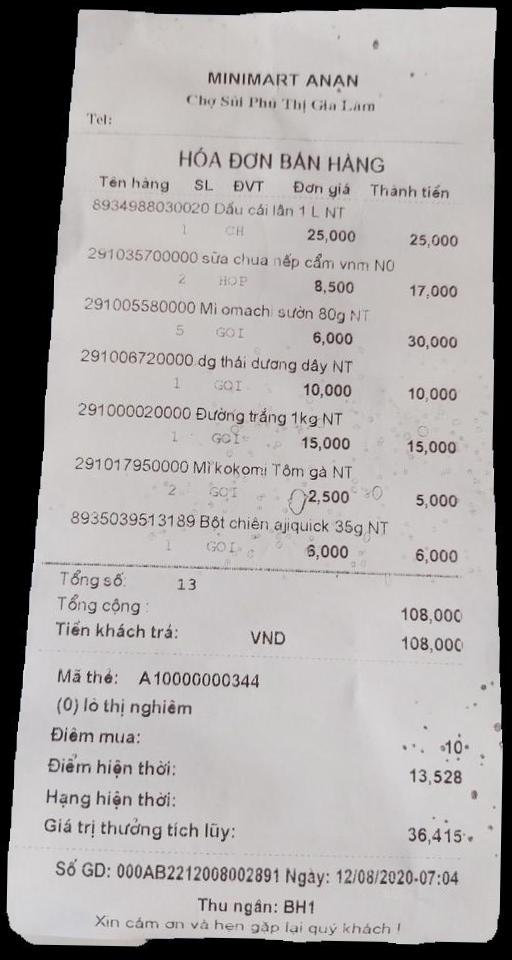 MINIMART ANAN
Chợ Sủi Phú Thị Gia Lâm
Tel:
HÓA ĐƠN BÁN HÀNG
Tên hàng SL ĐVT Đơn giá Thành tiền
8934988030020 Dầu cái lân 1 L NT
1 CH 25,000 25,000
291035700000 sữa chua nếp cẩm vnm N0
2 HOP 8,500 17,000
291005580000 Mì omachi sườn 80g NT
5 GOI 6,000 30,000
291006720000 dg thái dương dây NT
1 GOI 10,000 10,000
291000020000 Đường trắng 1kg NT
1 GOI 15,000 15,000
291017950000 Mì kokomi Tôm gà NT
2 GOI 2,500 5,000
8935039513189 Bột chiên ajiquick 35g NT
1 GOI 6,000 6,000
Tổng số: 13
Tổng cộng : 108,000
Tiền khách trả: VND 108,000
Mã thẻ: A10000000344
(0) lò thị nghiêm
Điểm mua: 10
Điểm hiện thời: 13,528
Hạng hiện thời:
Giá trị thưởng tích lũy: 36,415
Số GD: 000AB2212008002891 Ngày: 12/08/2020-07:04
Thu ngân: BH1
Xin cảm ơn và hẹn gặp lại quý khách !